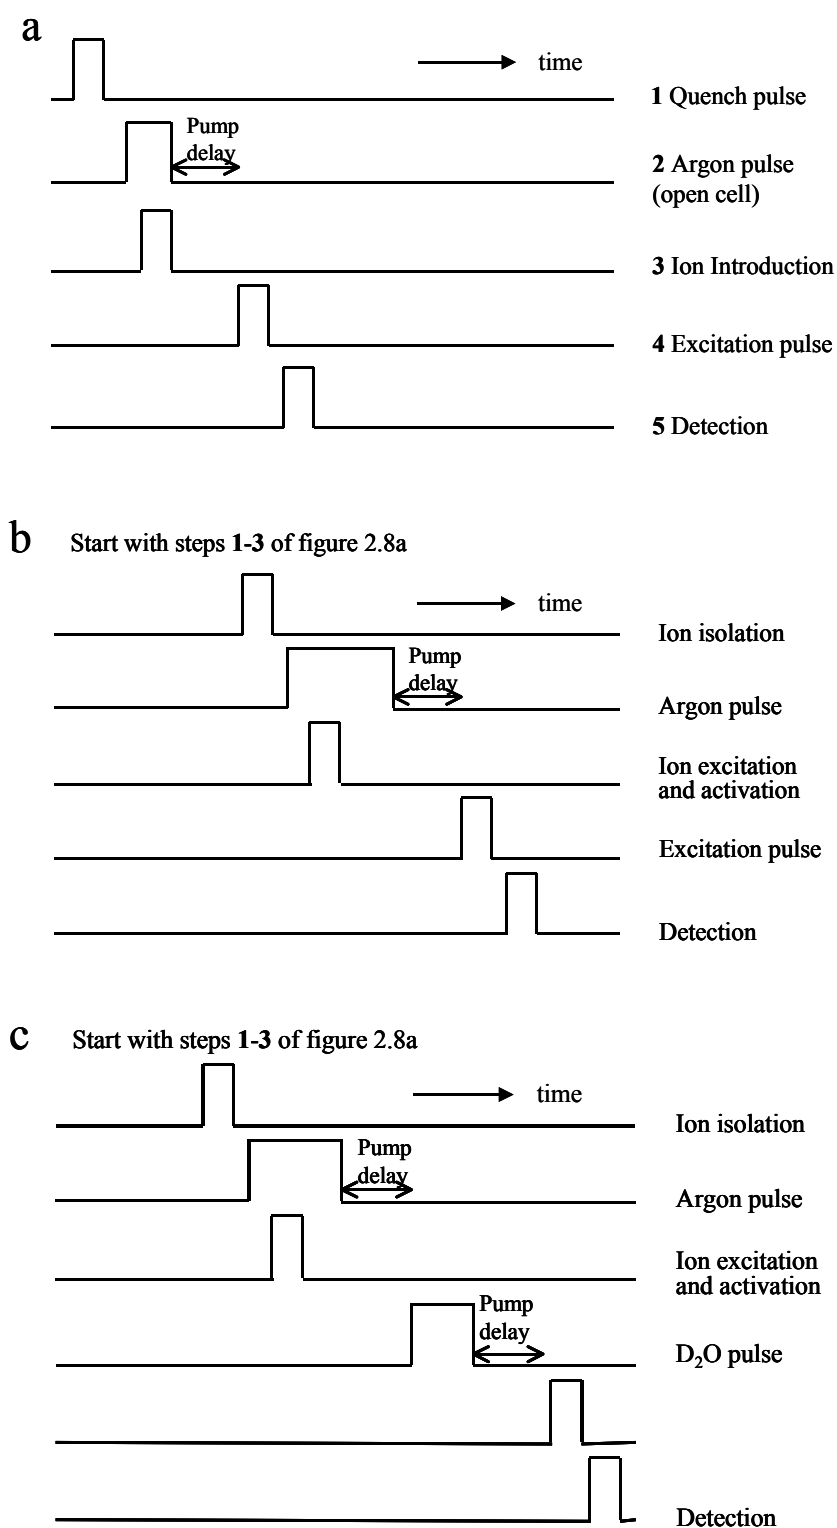 a
time
1 Quench pulse
Pump
delay
2 Argon pulse
(open cell)
3 Ion Introduction
4 Excitation pulse
5 Detection
b
Start with steps 1-3 of figure 2.8a
time
Ion isolation
Pump
delay
Argon pulse
Ion excitation
and activation
Excitation pulse
Detection
c
Start with steps 1-3 of figure 2.8a
time
Ion isolation
Pump
delay
Argon pulse
Ion excitation
and activation
Pump
delay
D₂O pulse
Detection